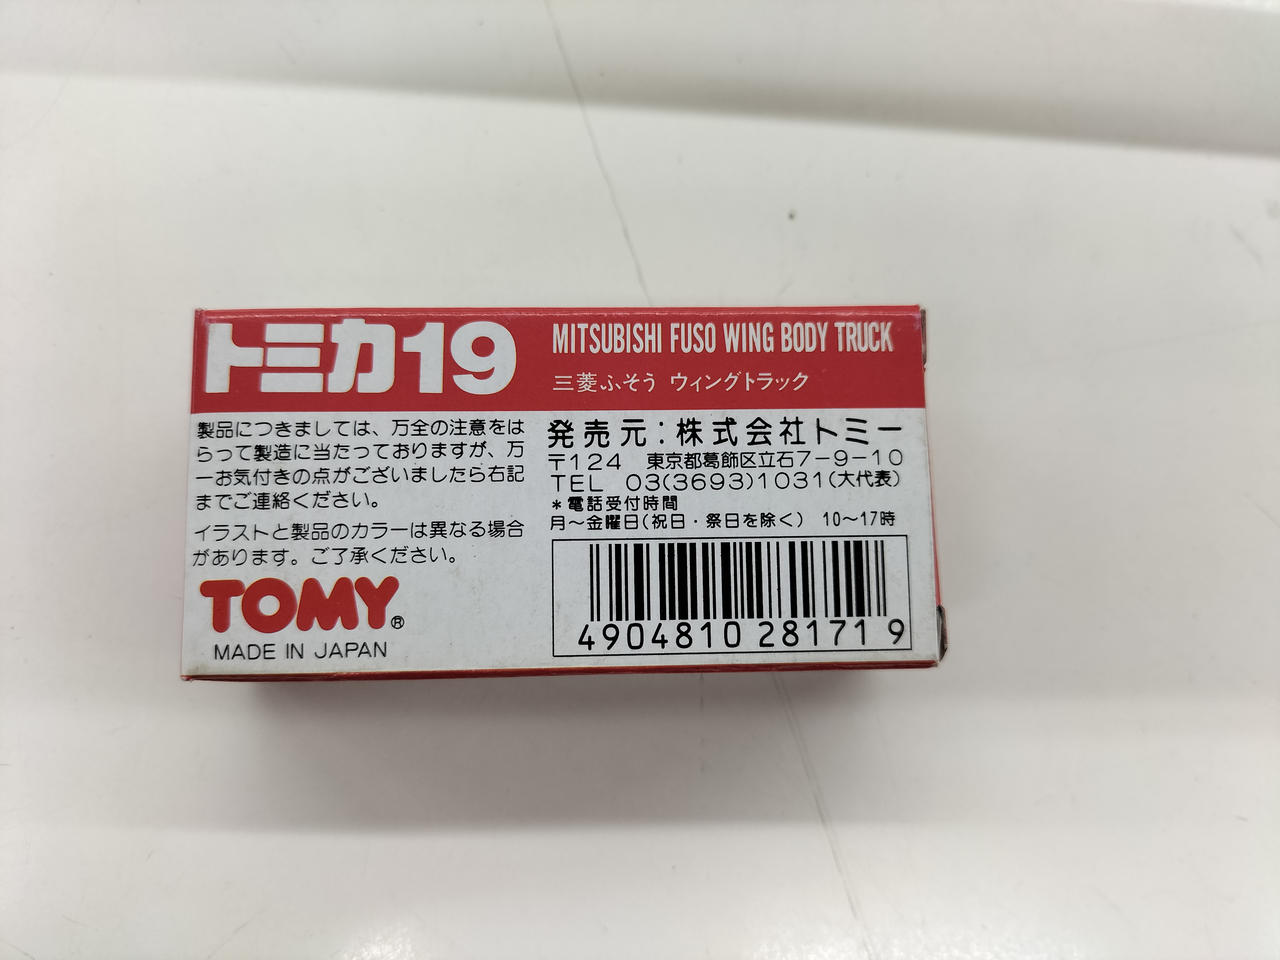 トミカ19
MITSUBISHI FUSO WING BODY TRUCK
三菱ふそう ウィングトラック
製品につきましては、万全の注意をは
らって製造に当たっておりますが、万
一お気付きの点がございましたら右記
までご連絡ください。
イラストと製品のカラーは異なる場合
があります。ご了承ください。
TOMY®
MADE IN JAPAN
発売元:株式会社トミー
〒124 東京都葛飾区立石7-9-10
TEL 03(3693)1031(大代表)
*電話受付時間
月～金曜日(祝日・祭日を除く) 10～17時
4904810 281719